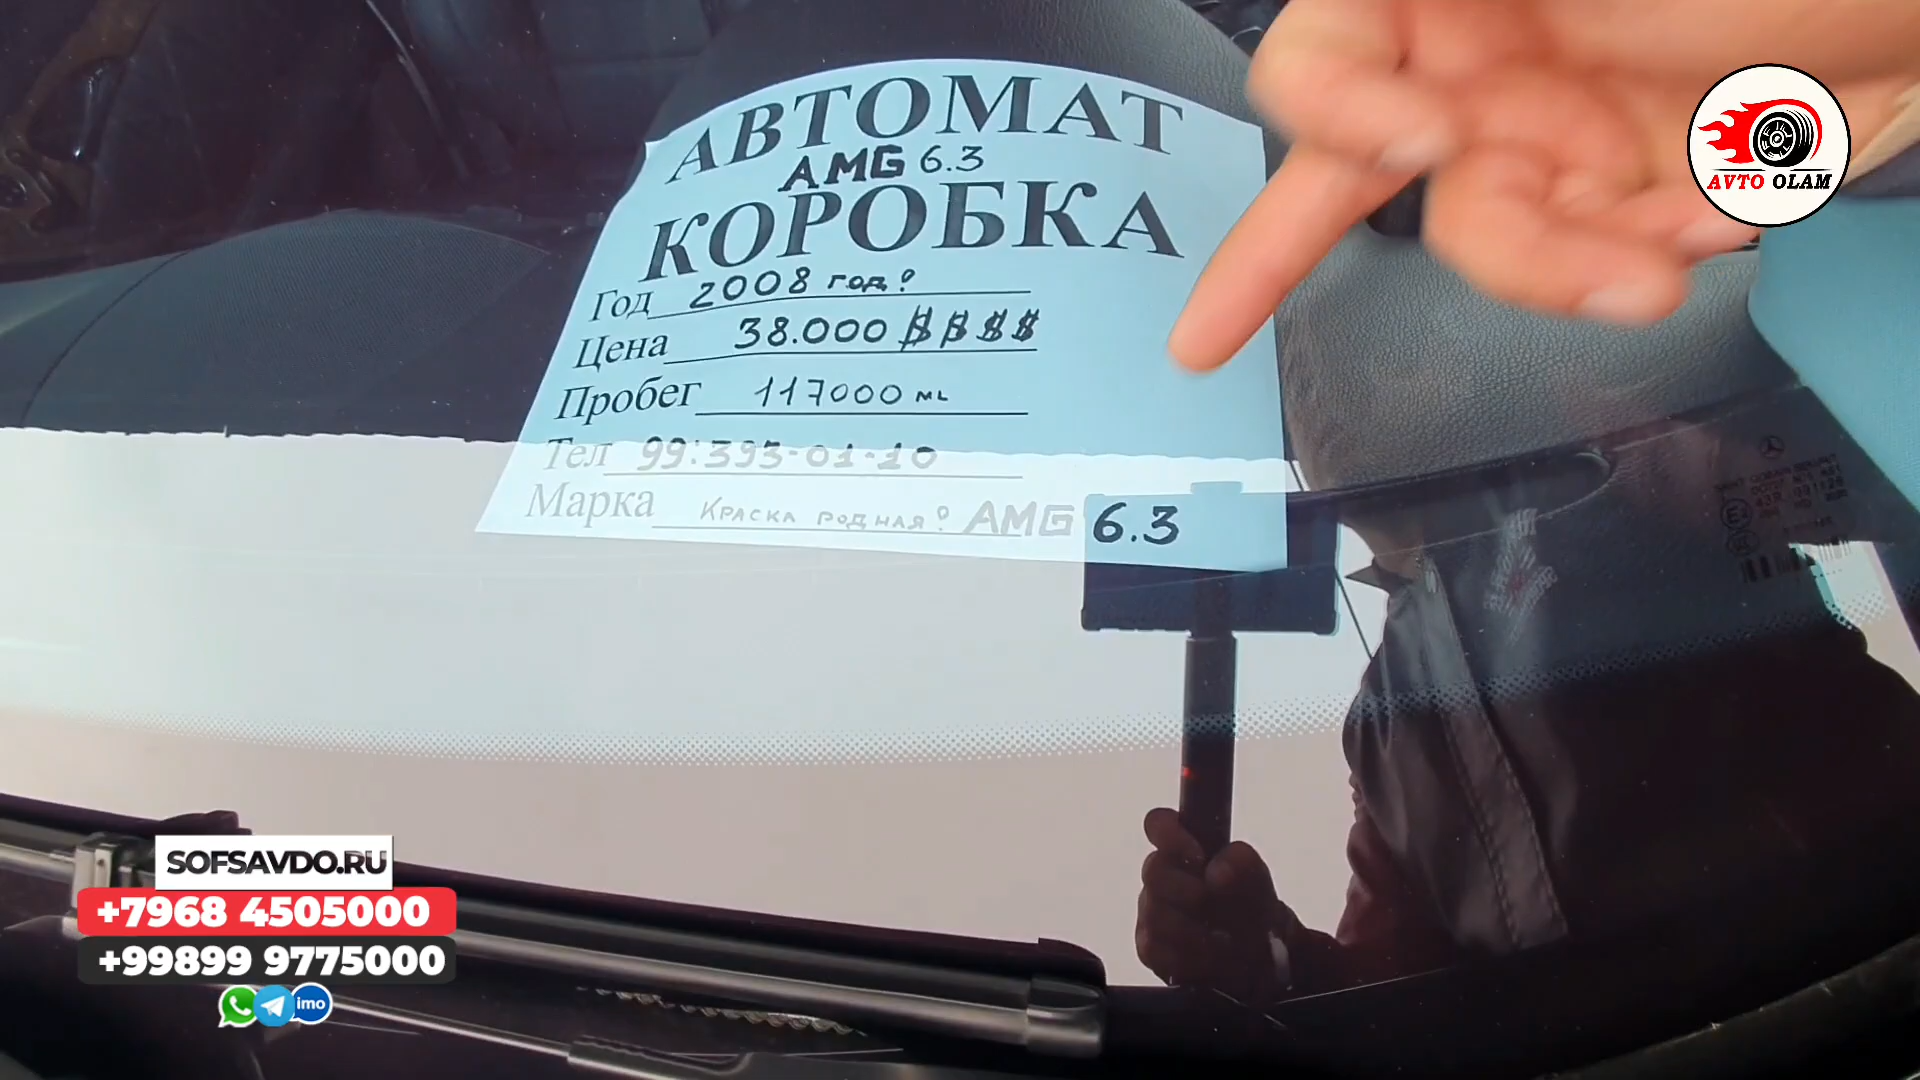 АВТОМАТ
AMG 6.3
КОРОБКА
Год 2008 год?
Цена 38.000 $$$$
Пробег 117000 ML
Тел 99:393-01-10
Марка Краска родная? AMG 6.3
AVTO OLAM
SOFSAVDO.RU
+7968 4505000
+99899 9775000
imo